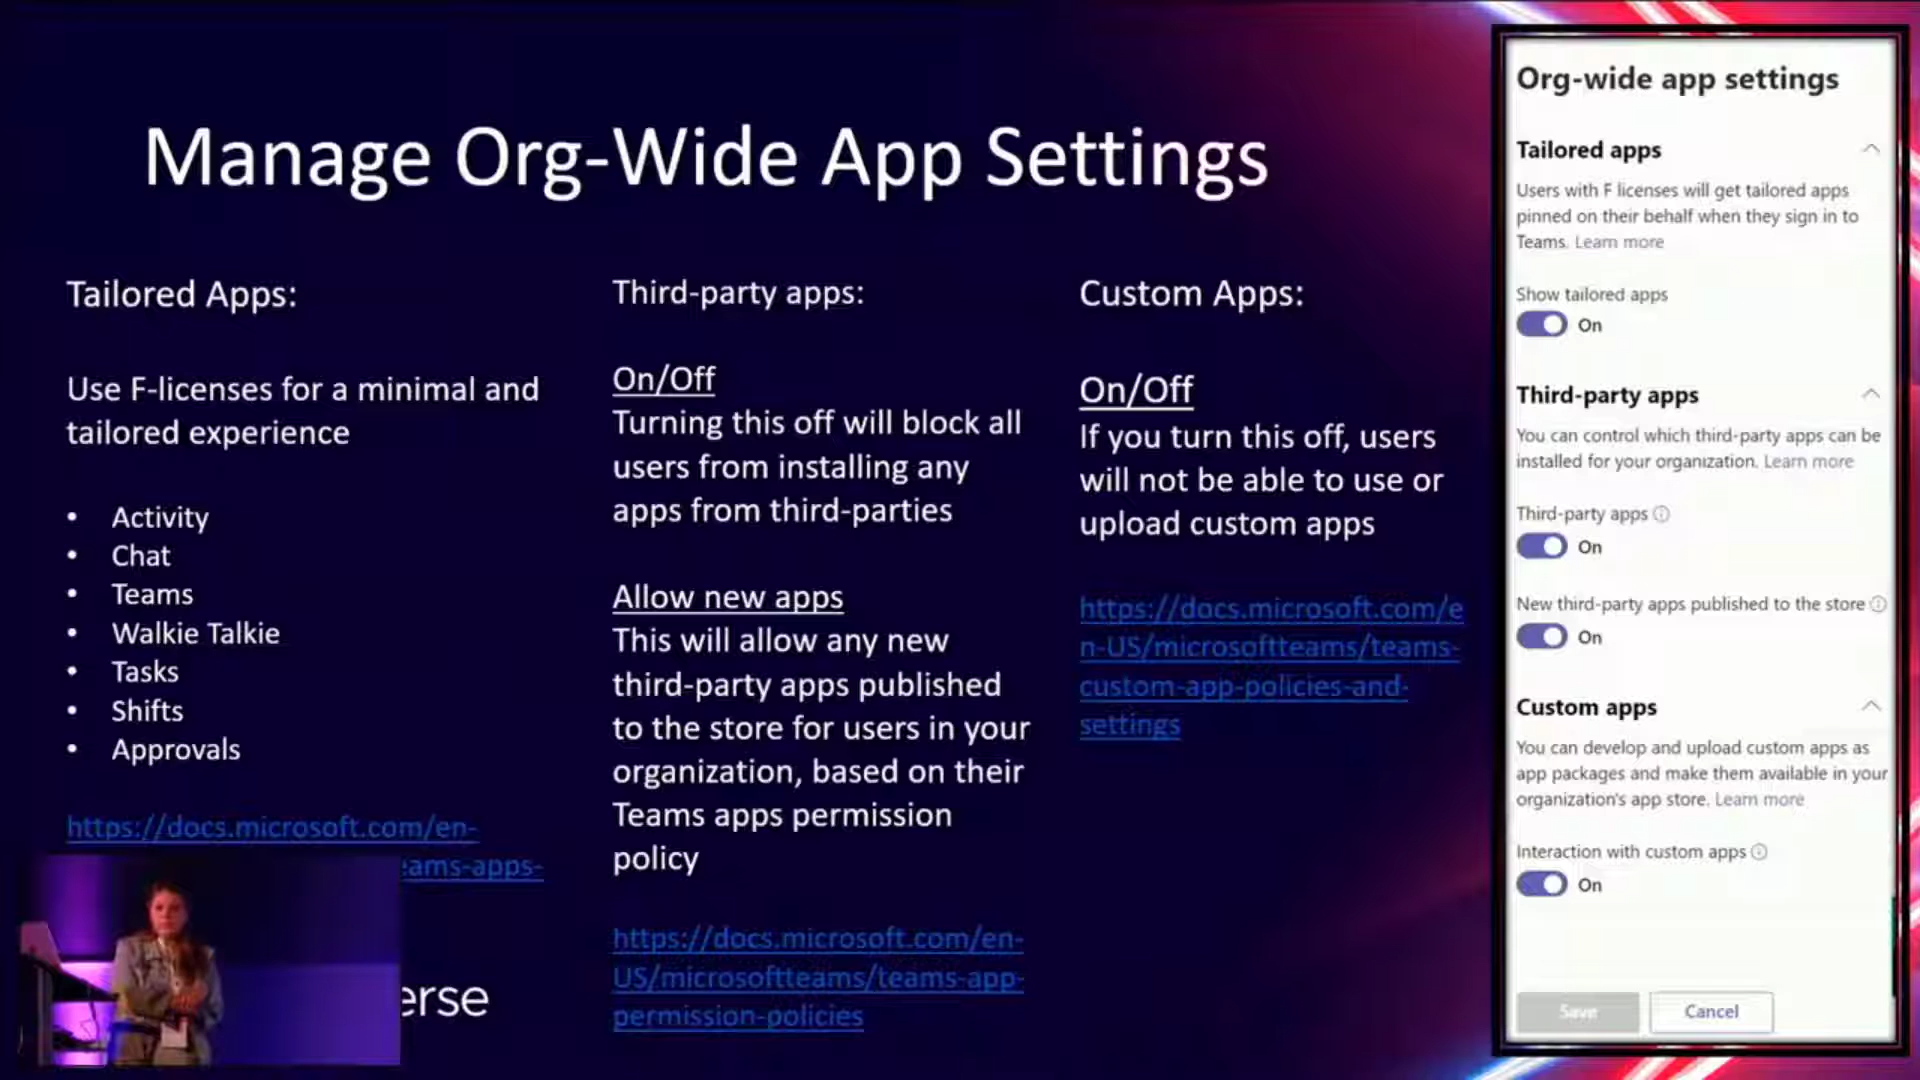 Manage Org-Wide App Settings
Tailored Apps:
Use F-licenses for a minimal and
tailored experience
• Activity
• Chat
• Teams
• Walkie Talkie
• Tasks
• Shifts
• Approvals
https://docs.microsoft.com/en-
eams-apps-
erse
Third-party apps:
On/Off
Turning this off will block all
users from installing any
apps from third-parties
Allow new apps
This will allow any new
third-party apps published
to the store for users in your
organization, based on their
Teams apps permission
policy
https://docs.microsoft.com/en-
US/microsoftteams/teams-app-
permission-policies
Custom Apps:
On/Off
If you turn this off, users
will not be able to use or
upload custom apps
https://docs.microsoft.com/e
n-US/microsoftteams/teams-
custom-app-policies-and-
settings
Org-wide app settings
Tailored apps
Users with F licenses will get tailored apps
pinned on their behalf when they sign in to
Teams. Learn more
Show tailored apps
On
Third-party apps
You can control which third-party apps can be
installed for your organization. Learn more
Third-party apps
On
New third-party apps published to the store
On
Custom apps
You can develop and upload custom apps as
app packages and make them available in your
organization's app store. Learn more
Interaction with custom apps
On
Save
Cancel